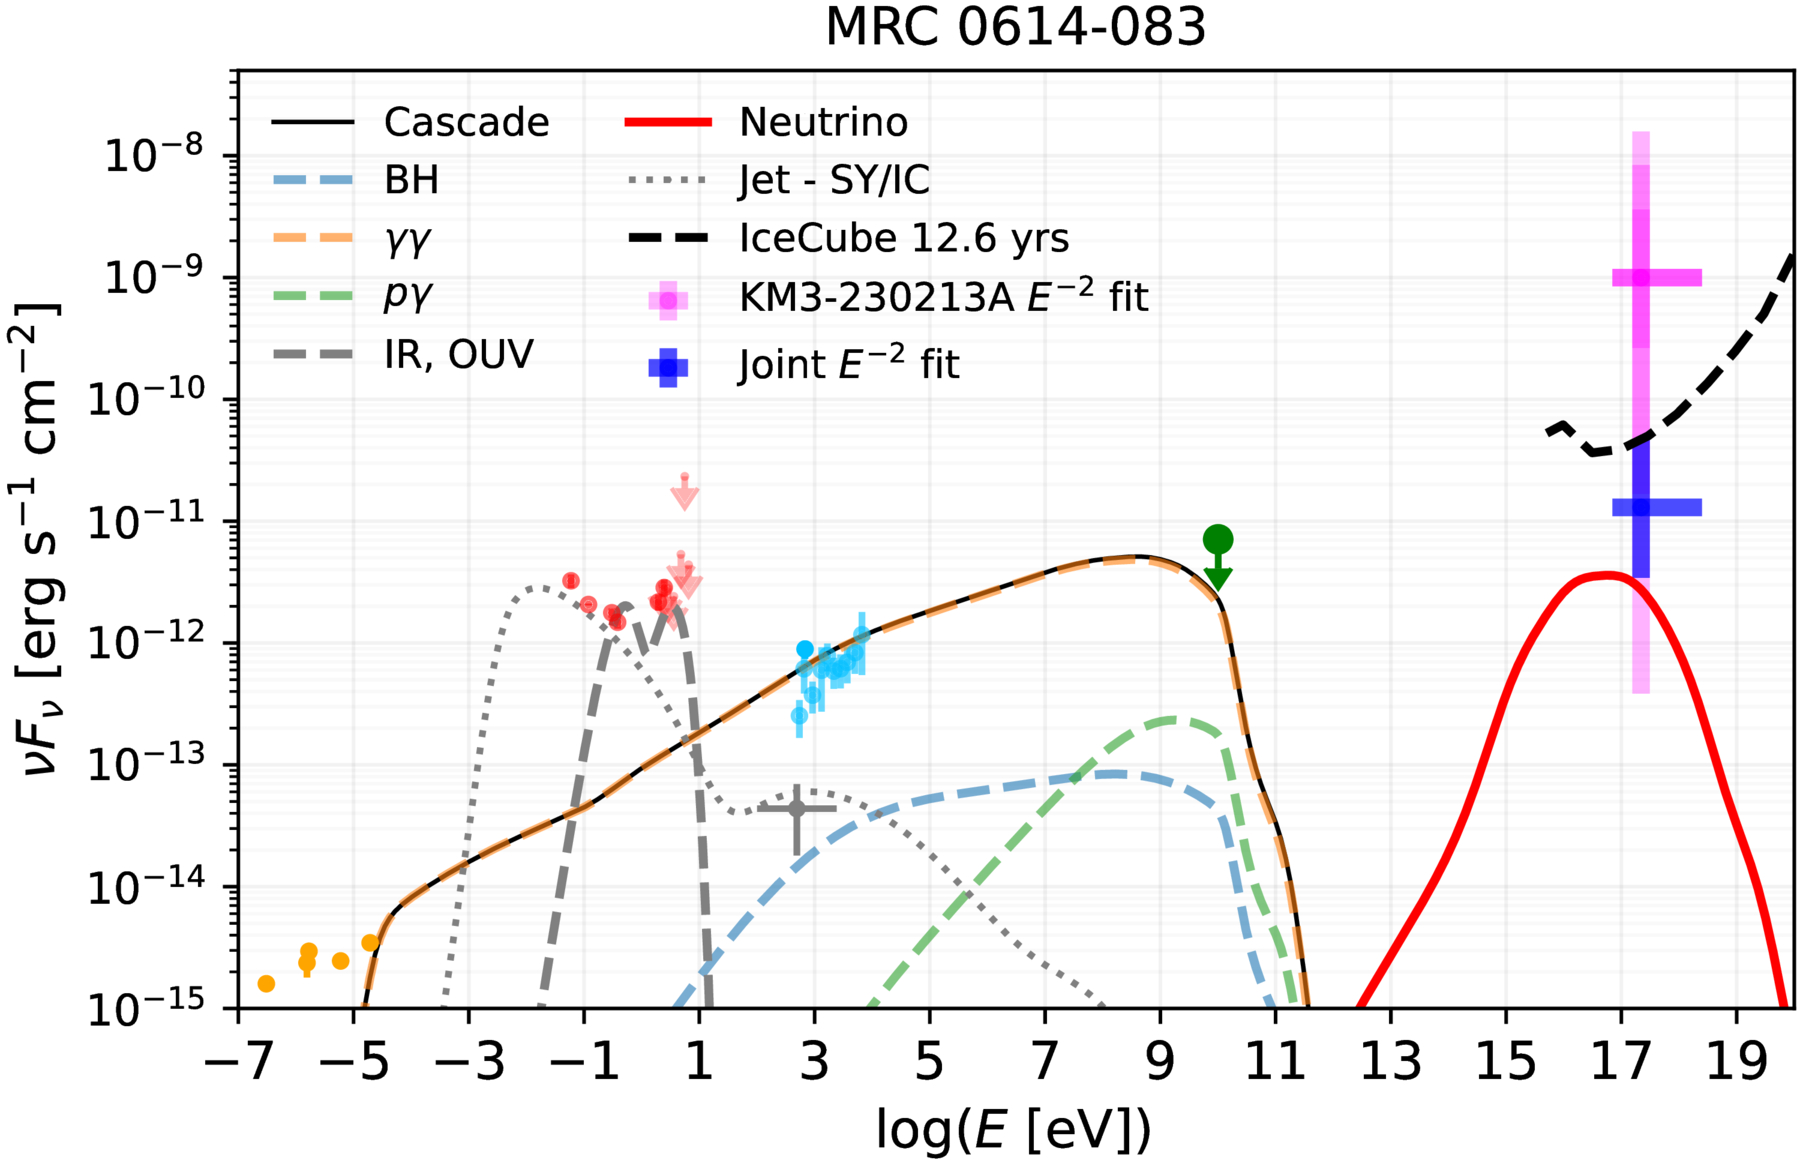 MRC 0614-083
Cascade
BH
γγ
pγ
IR, OUV
Neutrino
Jet - SY/IC
IceCube 12.6 yrs
KM3-230213A E⁻² fit
Joint E⁻² fit
νFν [erg s⁻¹ cm⁻²]
10⁻⁸
10⁻⁹
10⁻¹⁰
10⁻¹¹
10⁻¹²
10⁻¹³
10⁻¹⁴
10⁻¹⁵
−7 −5 −3 −1 1 3 5 7 9 11 13 15 17 19
log(E [eV])